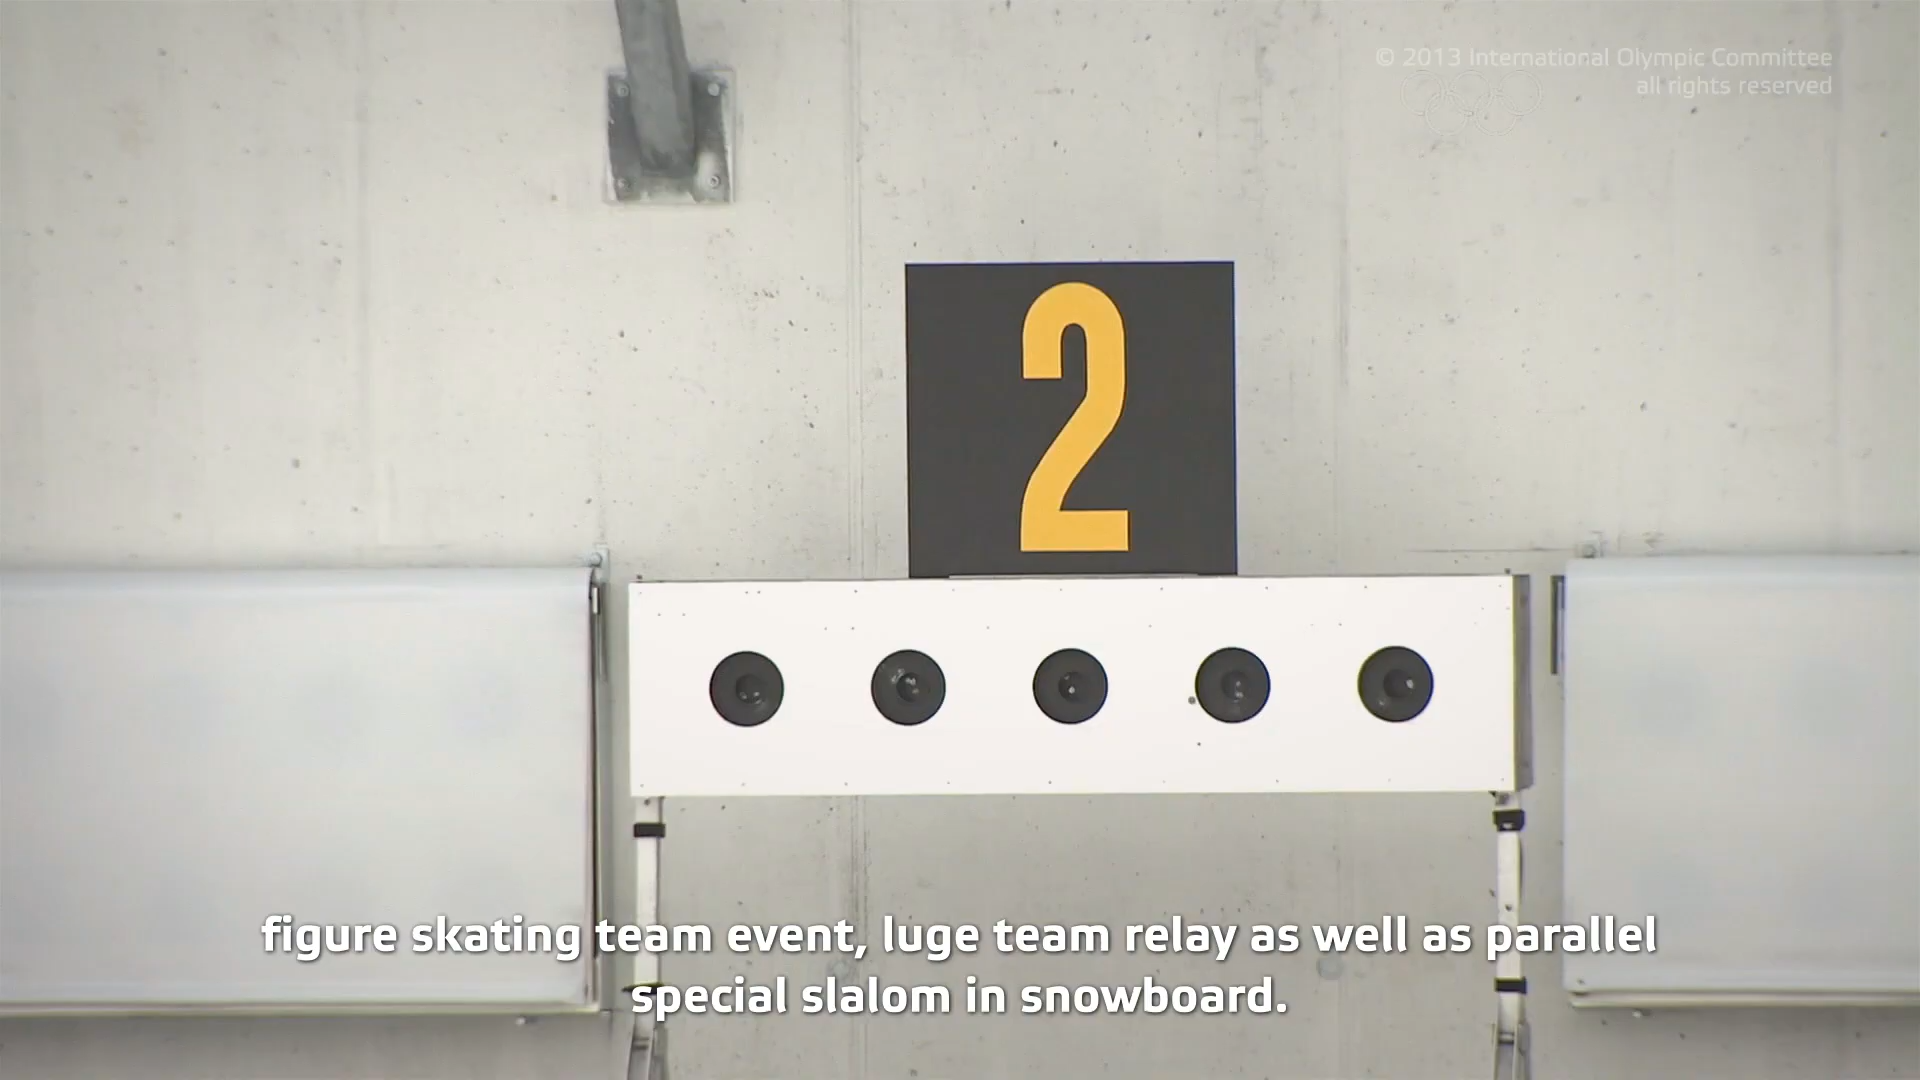 © 2013 International Olympic Committee
all rights reserved
2
figure skating team event, luge team relay as well as parallel
special slalom in snowboard.